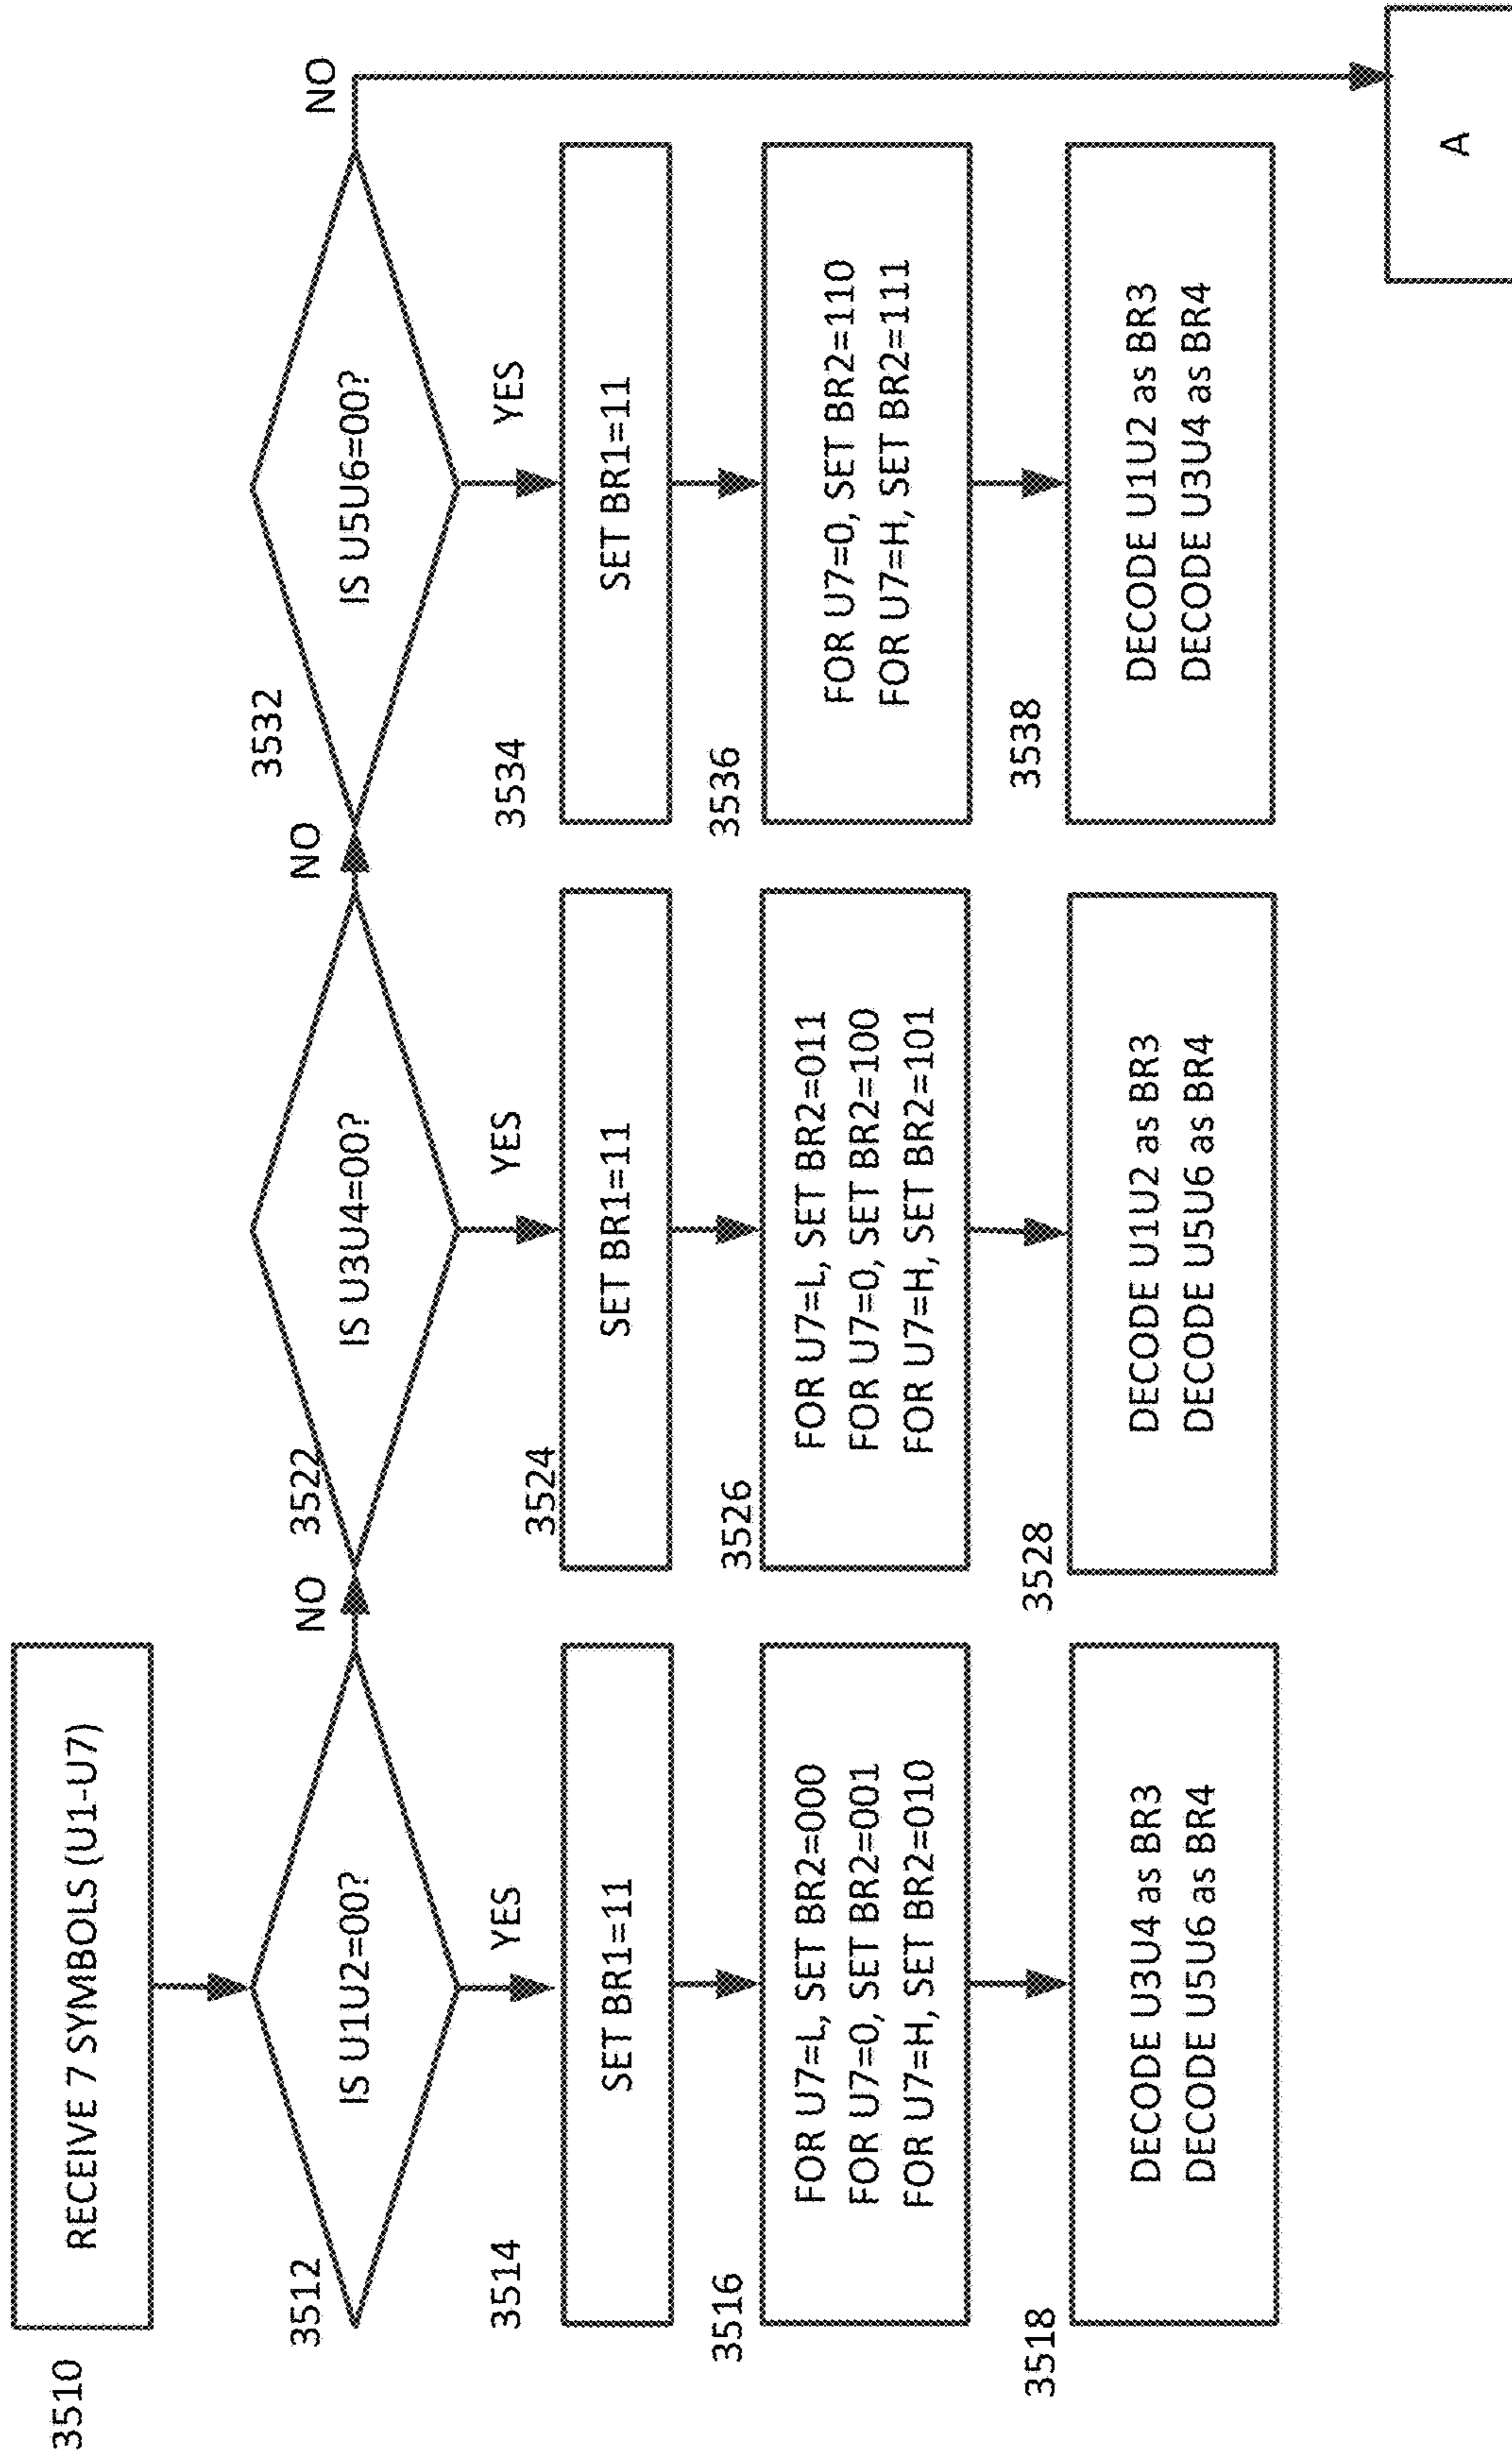 3510
RECEIVE 7 SYMBOLS (U1-U7)
3512
IS U1U2=00?
NO
YES
3514
SET BR1=11
3516
FOR U7=L, SET BR2=000
FOR U7=0, SET BR2=001
FOR U7=H, SET BR2=010
3518
DECODE U3U4 as BR3
DECODE U5U6 as BR4
3522
IS U3U4=00?
NO
YES
3524
SET BR1=11
3526
FOR U7=L, SET BR2=011
FOR U7=0, SET BR2=100
FOR U7=H, SET BR2=101
3528
DECODE U1U2 as BR3
DECODE U5U6 as BR4
3532
IS U5U6=00?
NO
YES
3534
SET BR1=11
3536
FOR U7=0, SET BR2=110
FOR U7=H, SET BR2=111
3538
DECODE U1U2 as BR3
DECODE U3U4 as BR4
A